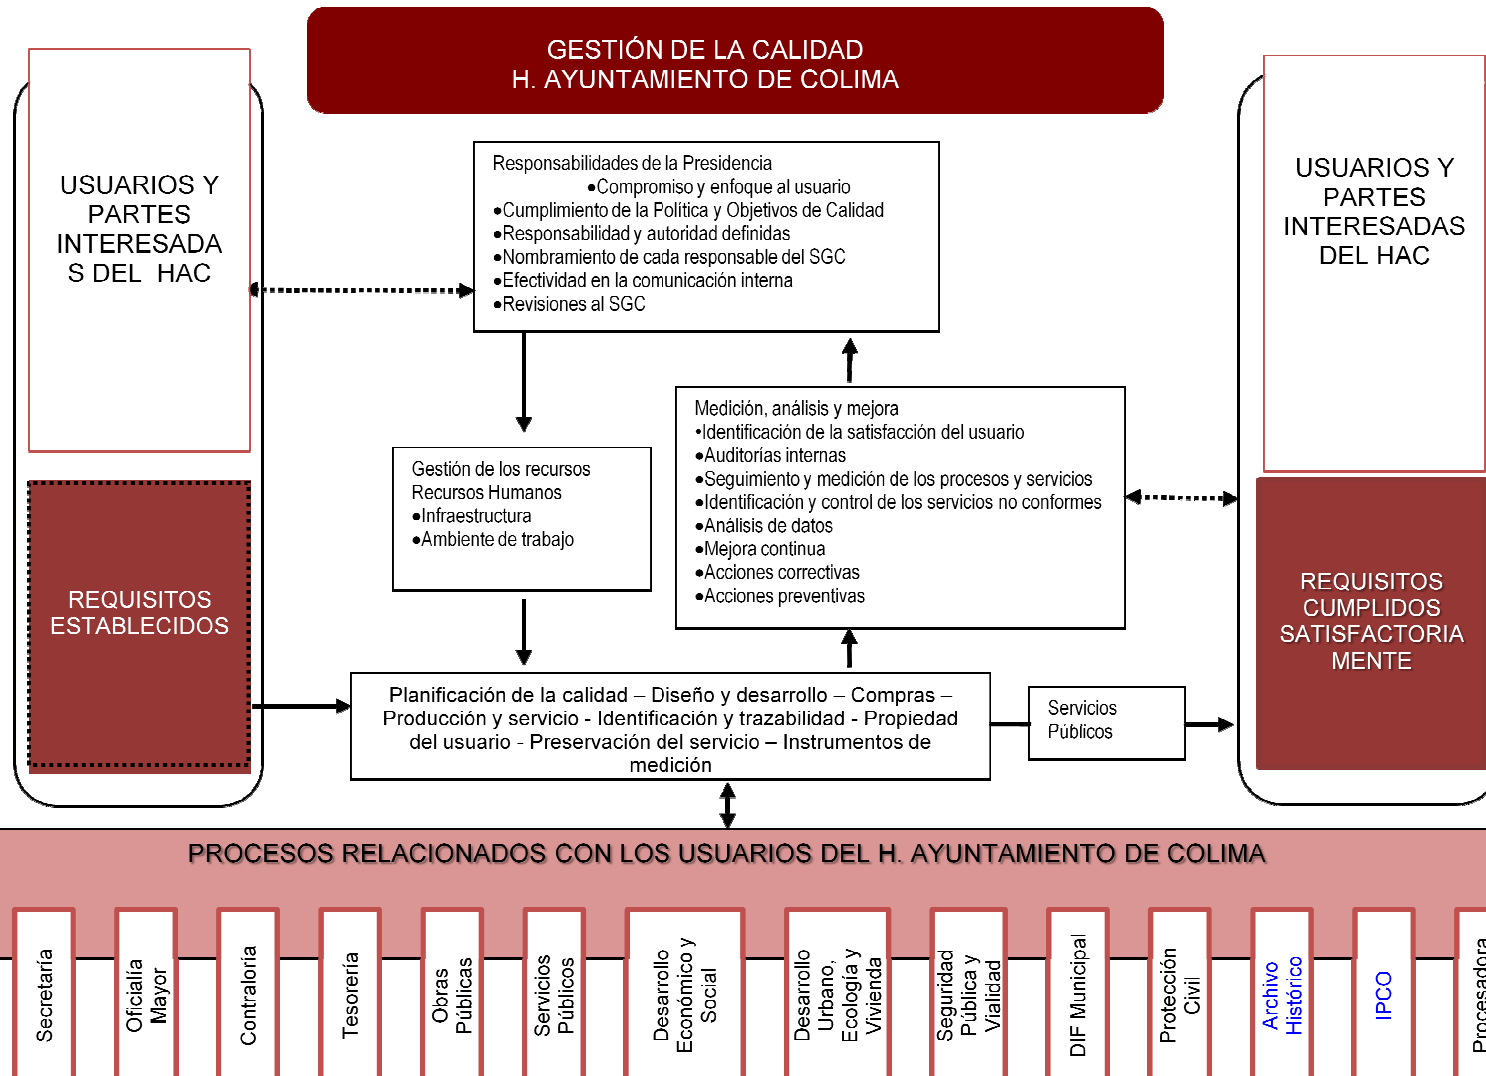 GESTIÓN DE LA CALIDAD
H. AYUNTAMIENTO DE COLIMA
USUARIOS Y
PARTES
INTERESADA
S DEL HAC
REQUISITOS
ESTABLECIDOS
Responsabilidades de la Presidencia
●Compromiso y enfoque al usuario
●Cumplimiento de la Política y Objetivos de Calidad
●Responsabilidad y autoridad definidas
●Nombramiento de cada responsable del SGC
●Efectividad en la comunicación interna
●Revisiones al SGC
Gestión de los recursos
Recursos Humanos
●Infraestructura
●Ambiente de trabajo
Medición, análisis y mejora
•Identificación de la satisfacción del usuario
●Auditorías internas
●Seguimiento y medición de los procesos y servicios
●Identificación y control de los servicios no conformes
●Análisis de datos
●Mejora continua
●Acciones correctivas
●Acciones preventivas
Planificación de la calidad – Diseño y desarrollo – Compras –
Producción y servicio - Identificación y trazabilidad - Propiedad
del usuario - Preservación del servicio – Instrumentos de
medición
Servicios
Públicos
USUARIOS Y
PARTES
INTERESADAS
DEL HAC
REQUISITOS
CUMPLIDOS
SATISFACTORIA
MENTE
PROCESOS RELACIONADOS CON LOS USUARIOS DEL H. AYUNTAMIENTO DE COLIMA
Secretaría
Oficialía
Mayor
Contraloría
Tesorería
Obras
Públicas
Servicios
Públicos
Desarrollo
Económico y
Social
Desarrollo
Urbano,
Ecología y
Vivienda
Seguridad
Pública y
Vialidad
DIF Municipal
Protección
Civil
Archivo
Histórico
IPCO
Procesadora